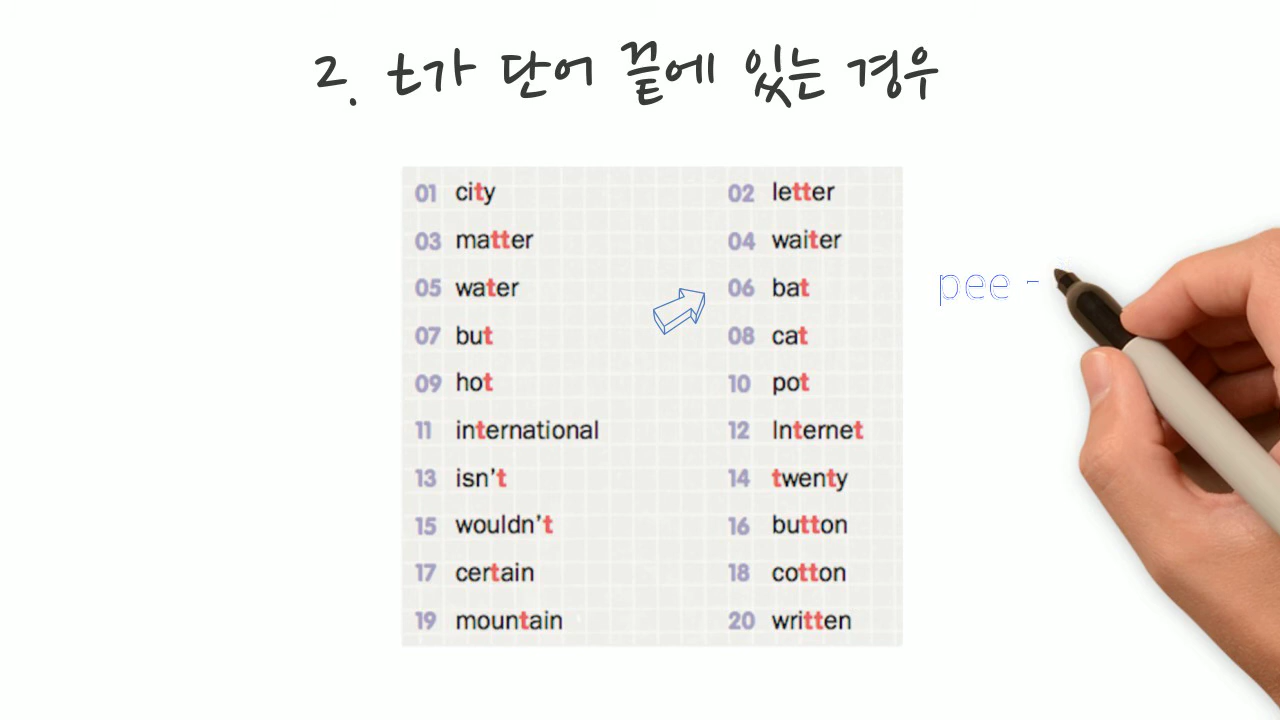 2. t가 단어 끝에 있는 경우
01 city 02 letter
03 matter 04 waiter
05 water 06 bat
pee -
07 but 08 cat
09 hot 10 pot
11 international 12 Internet
13 isn't 14 twenty
15 wouldn't 16 button
17 certain 18 cotton
19 mountain 20 written